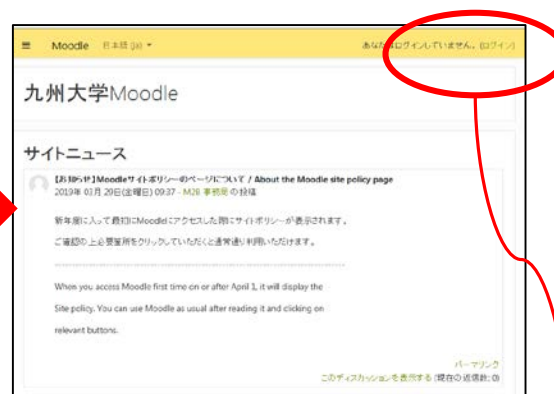 Moodle 日本語 (ja)
あなたはログインしていません。(ログイン)
九州大学Moodle
サイトニュース
【お知らせ】Moodleサイトポリシーのページについて / About the Moodle site policy page
2019年 03月 29日(金曜日) 09:37 - M2B 事務局 の投稿
新年度に入って最初にMoodleにアクセスした際にサイトポリシーが表示されます。
ご確認の上必要箇所をクリックしていただくと通常通り利用いただけます。
When you access Moodle first time on or after April 1, it will display the
Site policy. You can use Moodle as usual after reading it and clicking on
relevant buttons.
パーマリンク
このディスカッションを表示する (現在の返信数: 0)